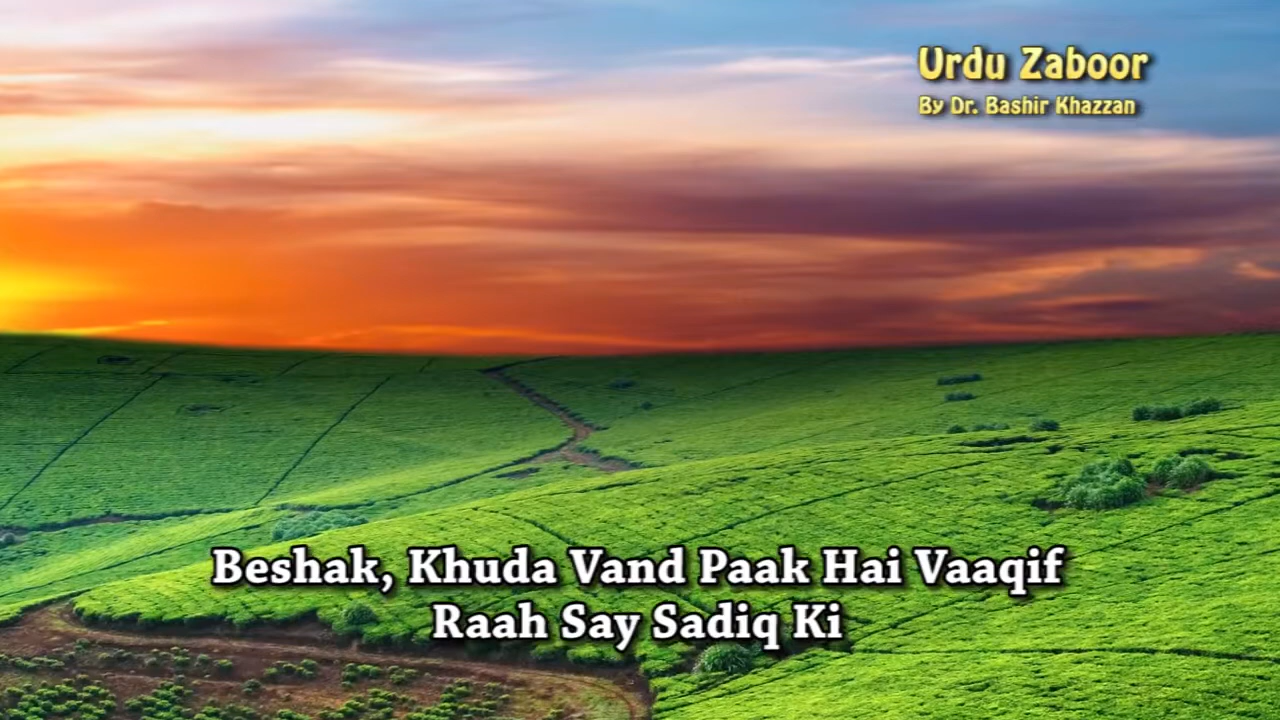 Urdu Zaboor
By Dr. Bashir Khazzan
Beshak, Khuda Vand Paak Hai Vaaqif
Raah Say Sadiq Ki